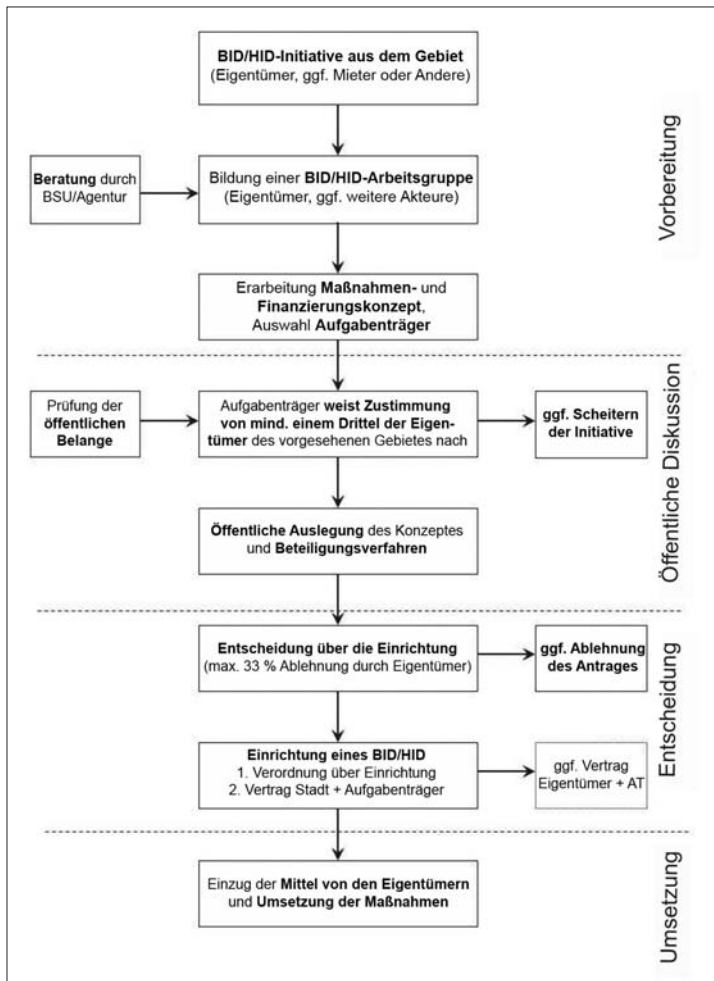 BID/HID-Initiative aus dem Gebiet
(Eigentümer, ggf. Mieter oder Andere)
Vorbereitung
Beratung durch
BSU/Agentur
Bildung einer BID/HID-Arbeitsgruppe
(Eigentümer, ggf. weitere Akteure)
Erarbeitung Maßnahmen- und
Finanzierungskonzept,
Auswahl Aufgabenträger
Öffentliche Diskussion
Prüfung der
öffentlichen
Belange
Aufgabenträger weist Zustimmung
von mind. einem Drittel der Eigen-
tümer des vorgesehenen Gebietes nach
ggf. Scheitern
der Initiative
Öffentliche Auslegung des Konzeptes
und Beteiligungsverfahren
Entscheidung
Entscheidung über die Einrichtung
(max. 33 % Ablehnung durch Eigentümer)
ggf. Ablehnung
des Antrages
Einrichtung eines BID/HID
1. Verordnung über Einrichtung
2. Vertrag Stadt + Aufgabenträger
ggf. Vertrag
Eigentümer + AT
Umsetzung
Einzug der Mittel von den Eigentümern
und Umsetzung der Maßnahmen